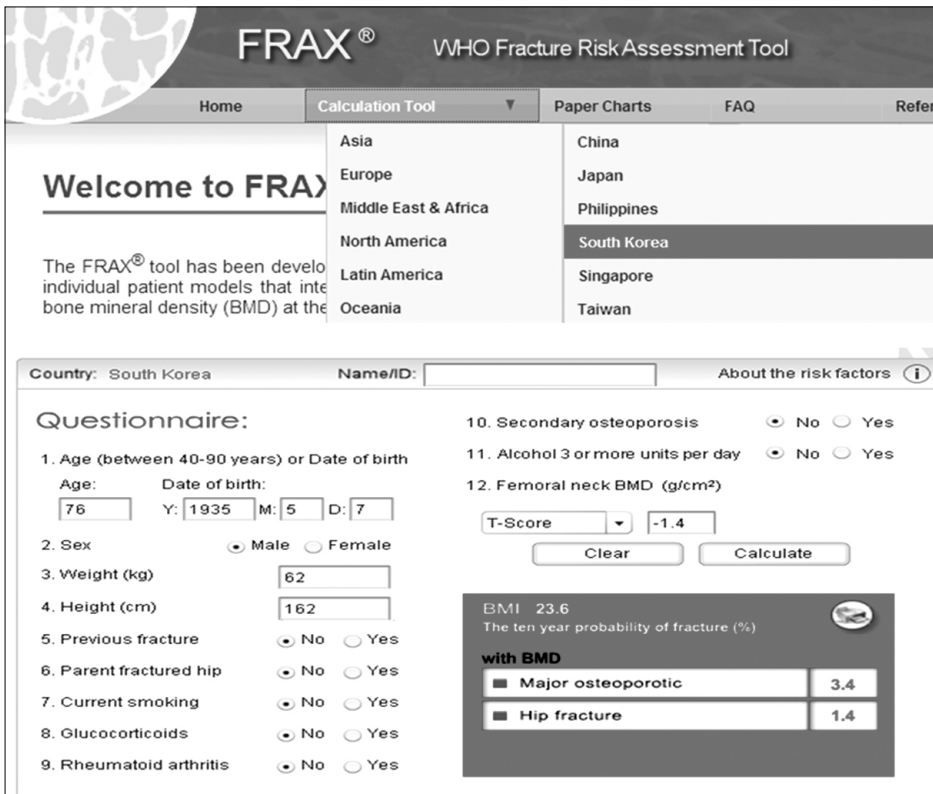 FRAX ®
WHO Fracture Risk Assessment Tool
Home
Calculation Tool ▼
Paper Charts
FAQ
Refer
Asia
Europe
Middle East & Africa
North America
Latin America
Oceania
China
Japan
Philippines
South Korea
Singapore
Taiwan
Welcome to FRAX
The FRAX® tool has been develo
individual patient models that inte
bone mineral density (BMD) at the
Country: South Korea
Name/ID:
About the risk factors i
Questionnaire:
1. Age (between 40-90 years) or Date of birth
Age: Date of birth:
76 Y: 1935 M: 5 D: 7
2. Sex Male Female
3. Weight (kg) 62
4. Height (cm) 162
5. Previous fracture No Yes
6. Parent fractured hip No Yes
7. Current smoking No Yes
8. Glucocorticoids No Yes
9. Rheumatoid arthritis No Yes
10. Secondary osteoporosis No Yes
11. Alcohol 3 or more units per day No Yes
12. Femoral neck BMD (g/cm²)
T-Score -1.4
Clear Calculate
BMI 23.6
The ten year probability of fracture (%)
with BMD
Major osteoporotic 3.4
Hip fracture 1.4